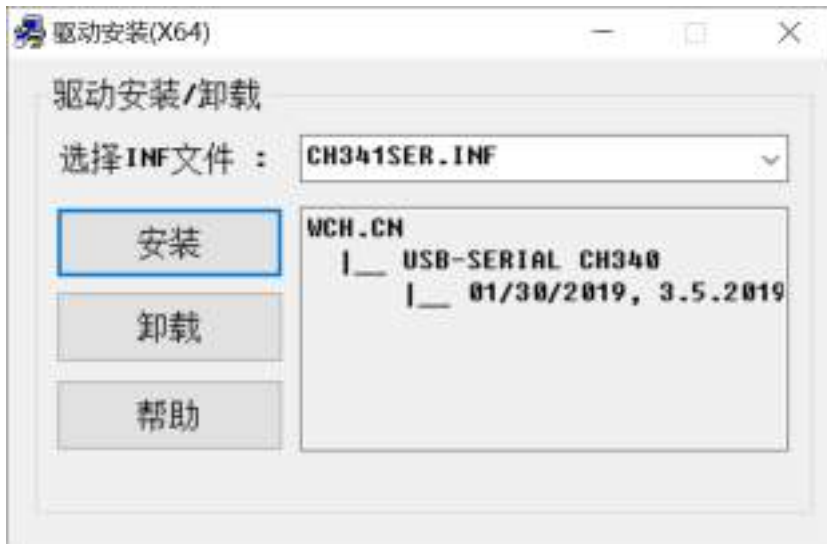 驱动安装(X64)
驱动安装/卸载
选择INF文件 :
CH341SER.INF
安装
卸载
帮助
WCH.CN
|__ USB-SERIAL CH340
|__ 01/30/2019, 3.5.2019